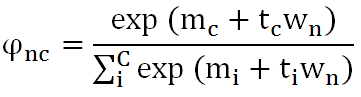 φnc = exp (mc + tcwn) / ∑iC exp (mi + tiwn)